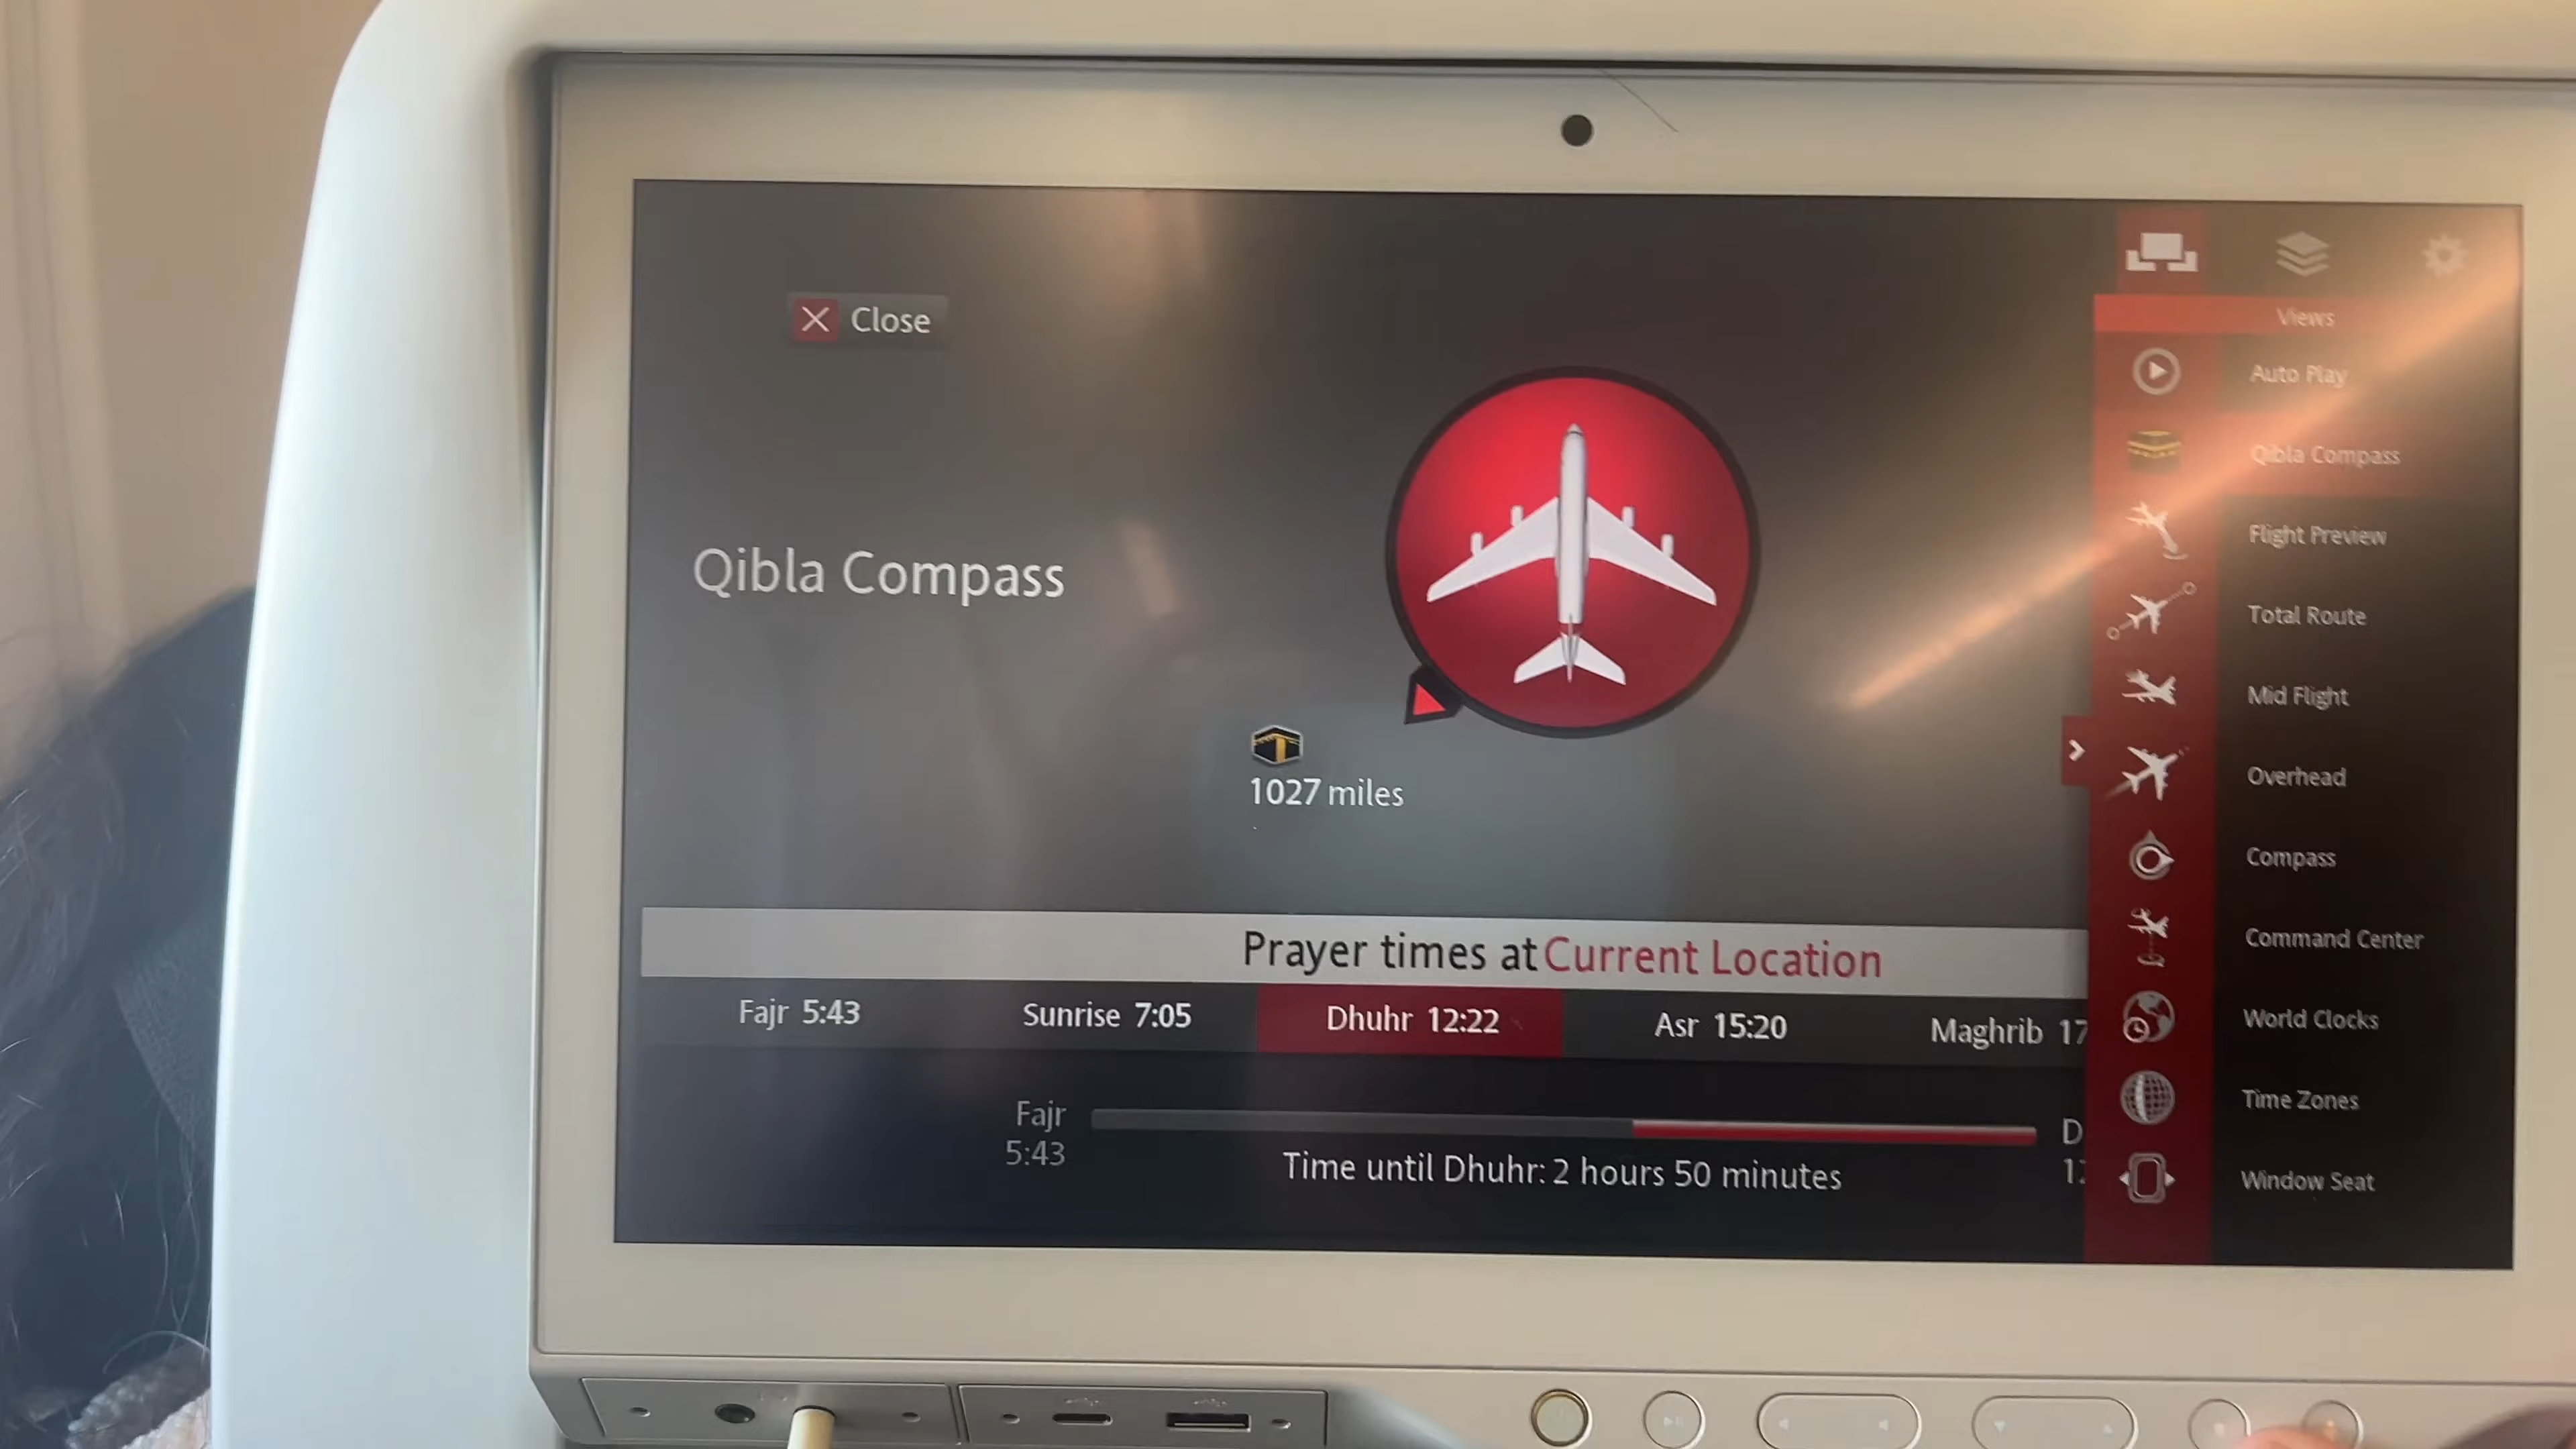 Close
Qibla Compass
1027 miles
Prayer times at Current Location
Fajr 5:43
Sunrise 7:05
Dhuhr 12:22
Asr 15:20
Maghrib 17
Fajr
5:43
D
12
Time until Dhuhr: 2 hours 50 minutes
Views
Auto Play
Qibla Compass
Flight Preview
Total Route
Mid Flight
Overhead
Compass
Command Center
World Clocks
Time Zones
Window Seat